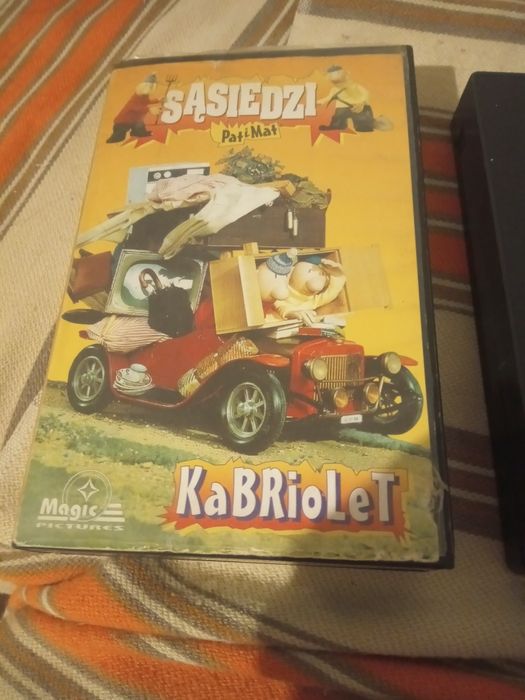 SĄSIEDZI
Pat i Mat
KaBRioLeT
Magic
PICTURES